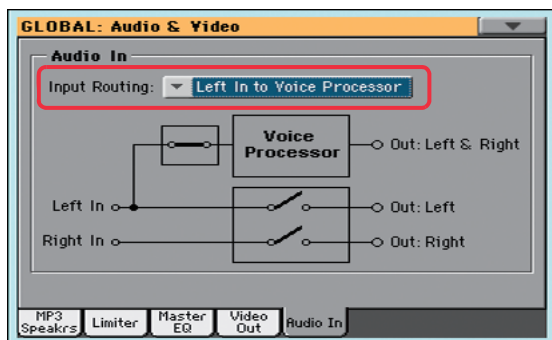 GLOBAL: Audio & Video
Audio In
Input Routing: Left In to Voice Processor
Voice
Processor
Out: Left & Right
Left In
Out: Left
Right In
Out: Right
MP3 Speakrs
Limiter
Master EQ
Video Out
Audio In